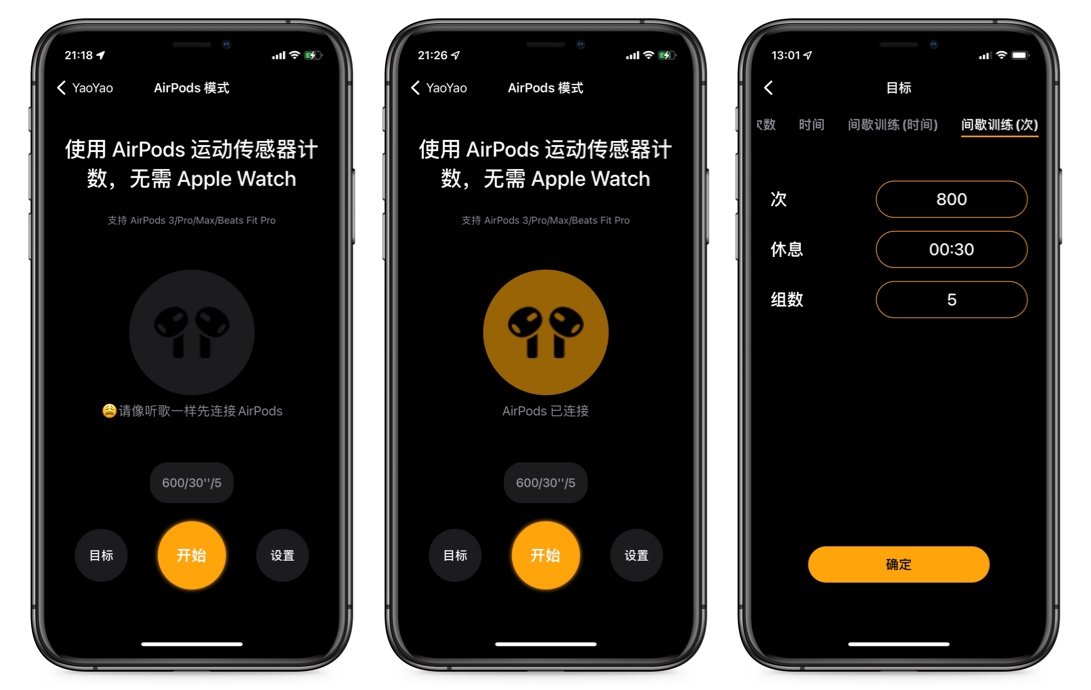 21:18
YaoYao
AirPods 模式
使用 AirPods 运动传感器计
数，无需 Apple Watch
支持 AirPods 3/Pro/Max/Beats Fit Pro
😩请像听歌一样先连接 AirPods
600/30''/5
目标
开始
设置
21:26
YaoYao
AirPods 模式
使用 AirPods 运动传感器计
数，无需 Apple Watch
支持 AirPods 3/Pro/Max/Beats Fit Pro
AirPods 已连接
600/30''/5
目标
开始
设置
13:01
目标
次数 时间 间歇训练(时间) 间歇训练(次)
次 800
休息 00:30
组数 5
确定